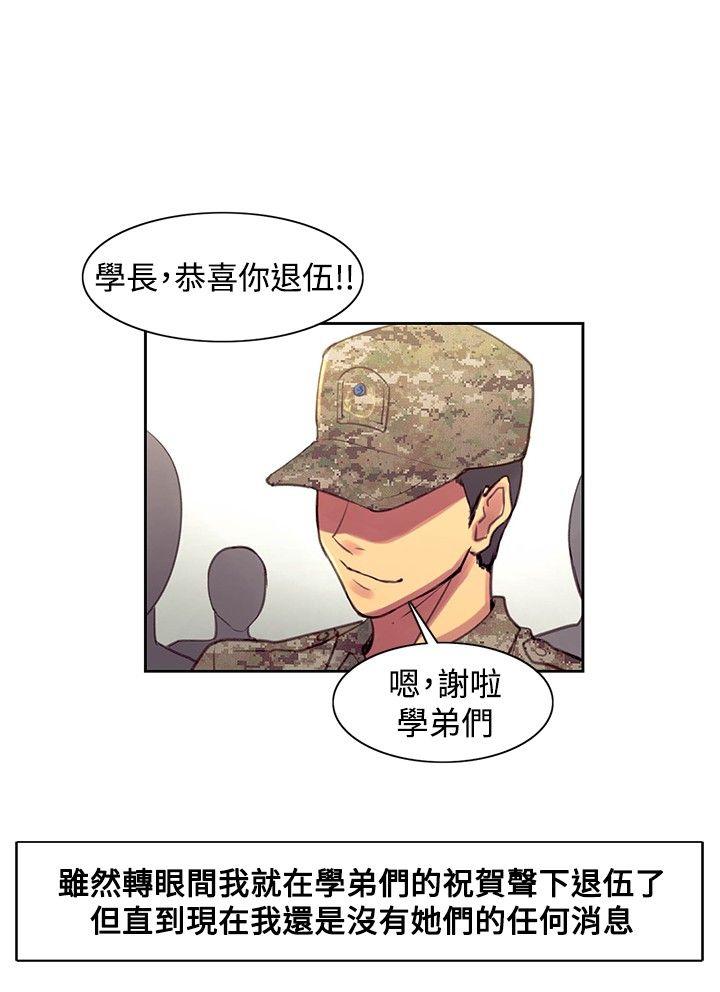 學長，恭喜你退伍!!
嗯，謝啦
學弟們
雖然轉眼間我就在學弟們的祝賀聲下退伍了
但直到現在我還是沒有她們的任何消息